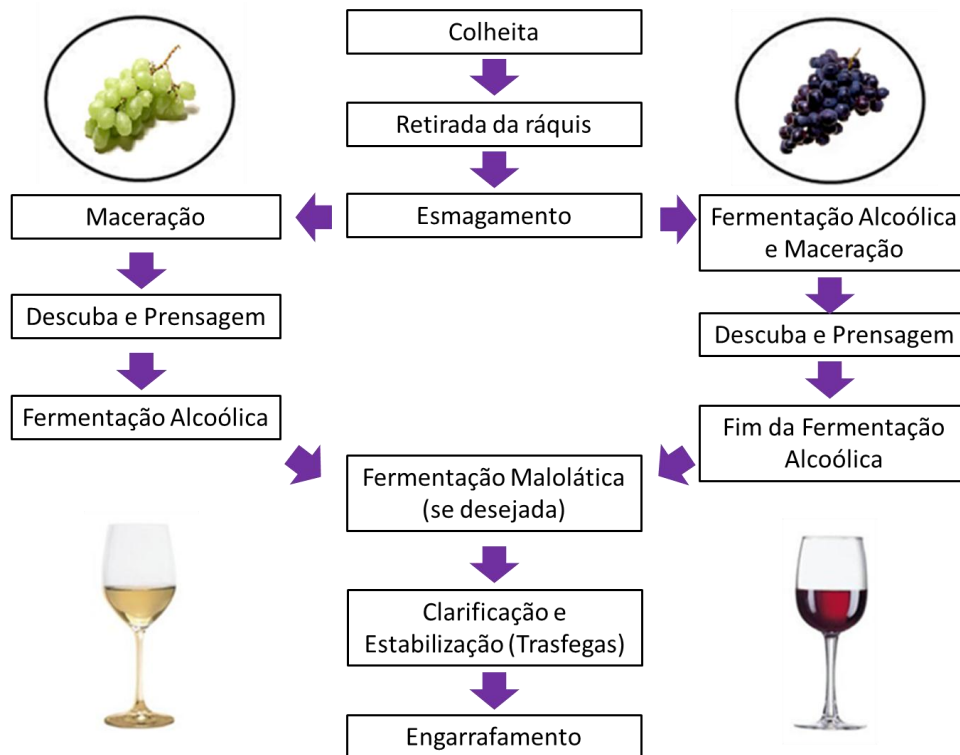 Colheita
Retirada da ráquis
Esmagamento
Maceração
Descuba e Prensagem
Fermentação Alcoólica
Fermentação Alcoólica
e Maceração
Descuba e Prensagem
Fim da Fermentação
Alcoólica
Fermentação Malolática
(se desejada)
Clarificação e
Estabilização (Trasfegas)
Engarrafamento